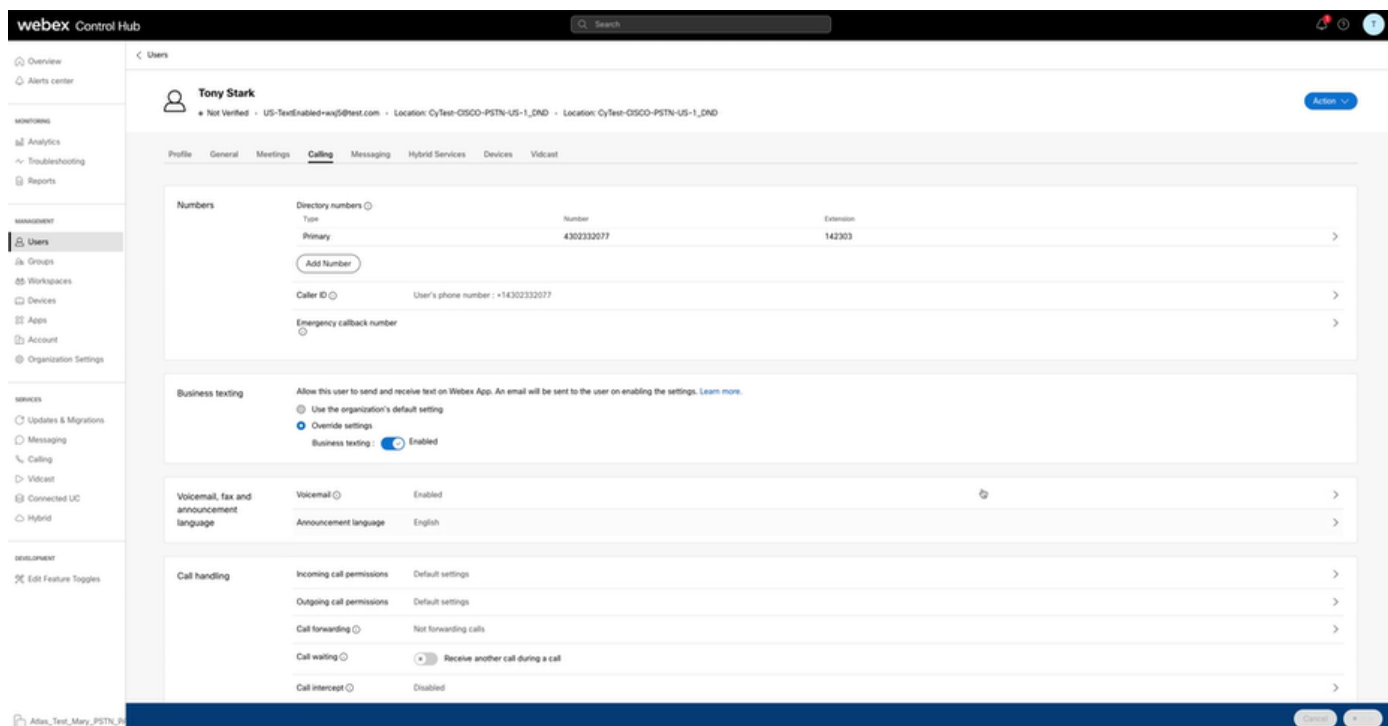 webex Control Hub
Search
T
Overview
Alerts center
MONITORING
Analytics
Troubleshooting
Reports
MANAGEMENT
Users
Groups
Workspaces
Devices
Apps
Account
Organization Settings
SERVICES
Updates & Migrations
Messaging
Calling
Vidcast
Connected UC
Hybrid
DEVELOPMENT
Edit Feature Toggles
Atlas_Test_Mary_PSTN_
Users
Tony Stark
Not Verified · US-TextEnabled+wxj5@test.com · Location: CyTest-CISCO-PSTN-US-1_DND · Location: CyTest-CISCO-PSTN-US-1_DND
Action
Profile General Meetings Calling Messaging Hybrid Services Devices Vidcast
Numbers
Directory numbers
Type Number Extension
Primary 4302332077 142303
Add Number
Caller ID User's phone number : +14302332077
Emergency callback number
Business texting
Allow this user to send and receive text on Webex App. An email will be sent to the user on enabling the settings. Learn more.
Use the organization's default setting
Override settings
Business texting : Enabled
Voicemail, fax and
announcement
language
Voicemail Enabled
Announcement language English
Call handling
Incoming call permissions Default settings
Outgoing call permissions Default settings
Call forwarding Not forwarding calls
Call waiting Receive another call during a call
Call intercept Disabled
Cancel